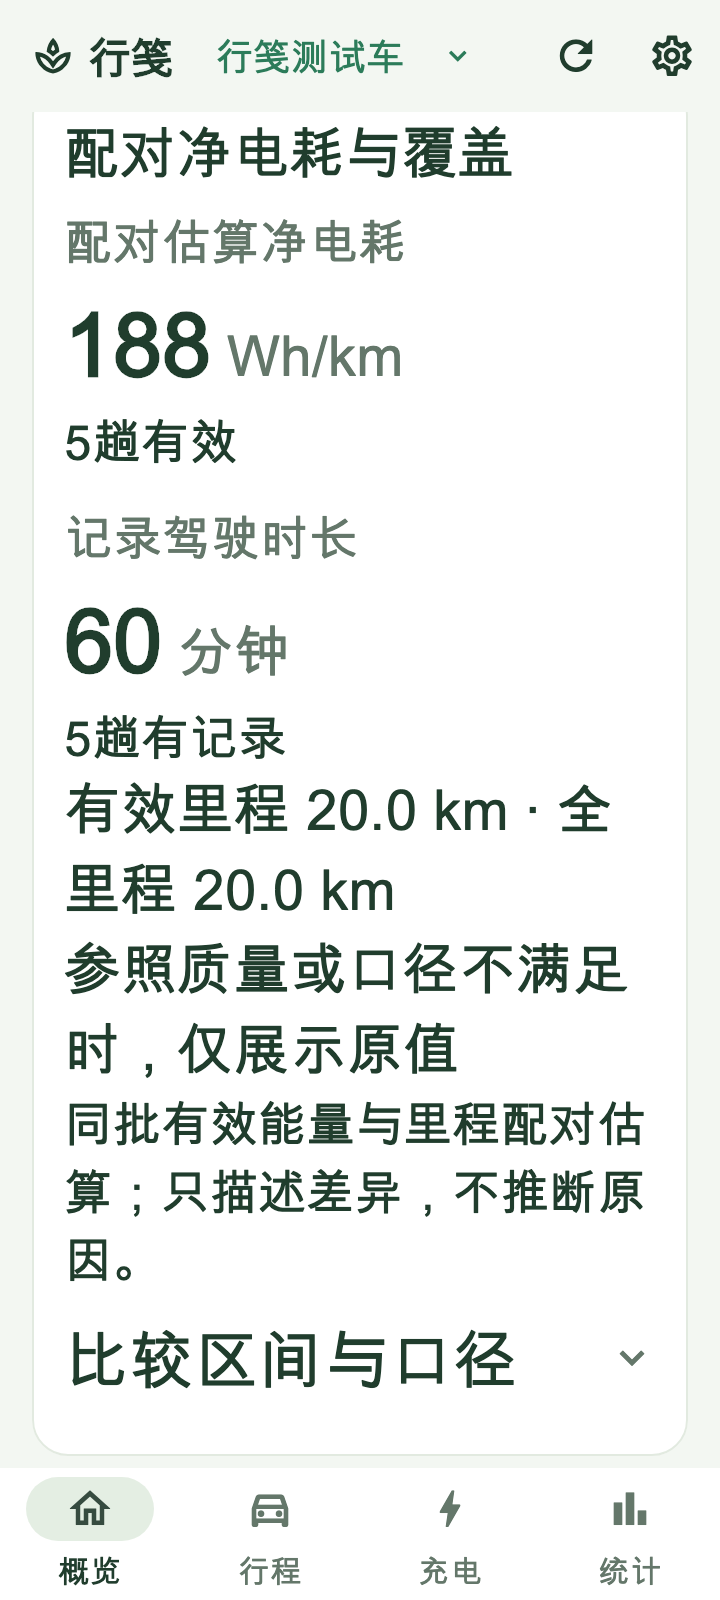 行笺 行笺测试车
配对净电耗与覆盖
配对估算净电耗
188 Wh/km
5趟有效
记录驾驶时长
60 分钟
5趟有记录
有效里程 20.0 km · 全
里程 20.0 km
参照质量或口径不满足
时，仅展示原值
同批有效能量与里程配对估
算；只描述差异，不推断原
因。
比较区间与口径
概览 行程 充电 统计